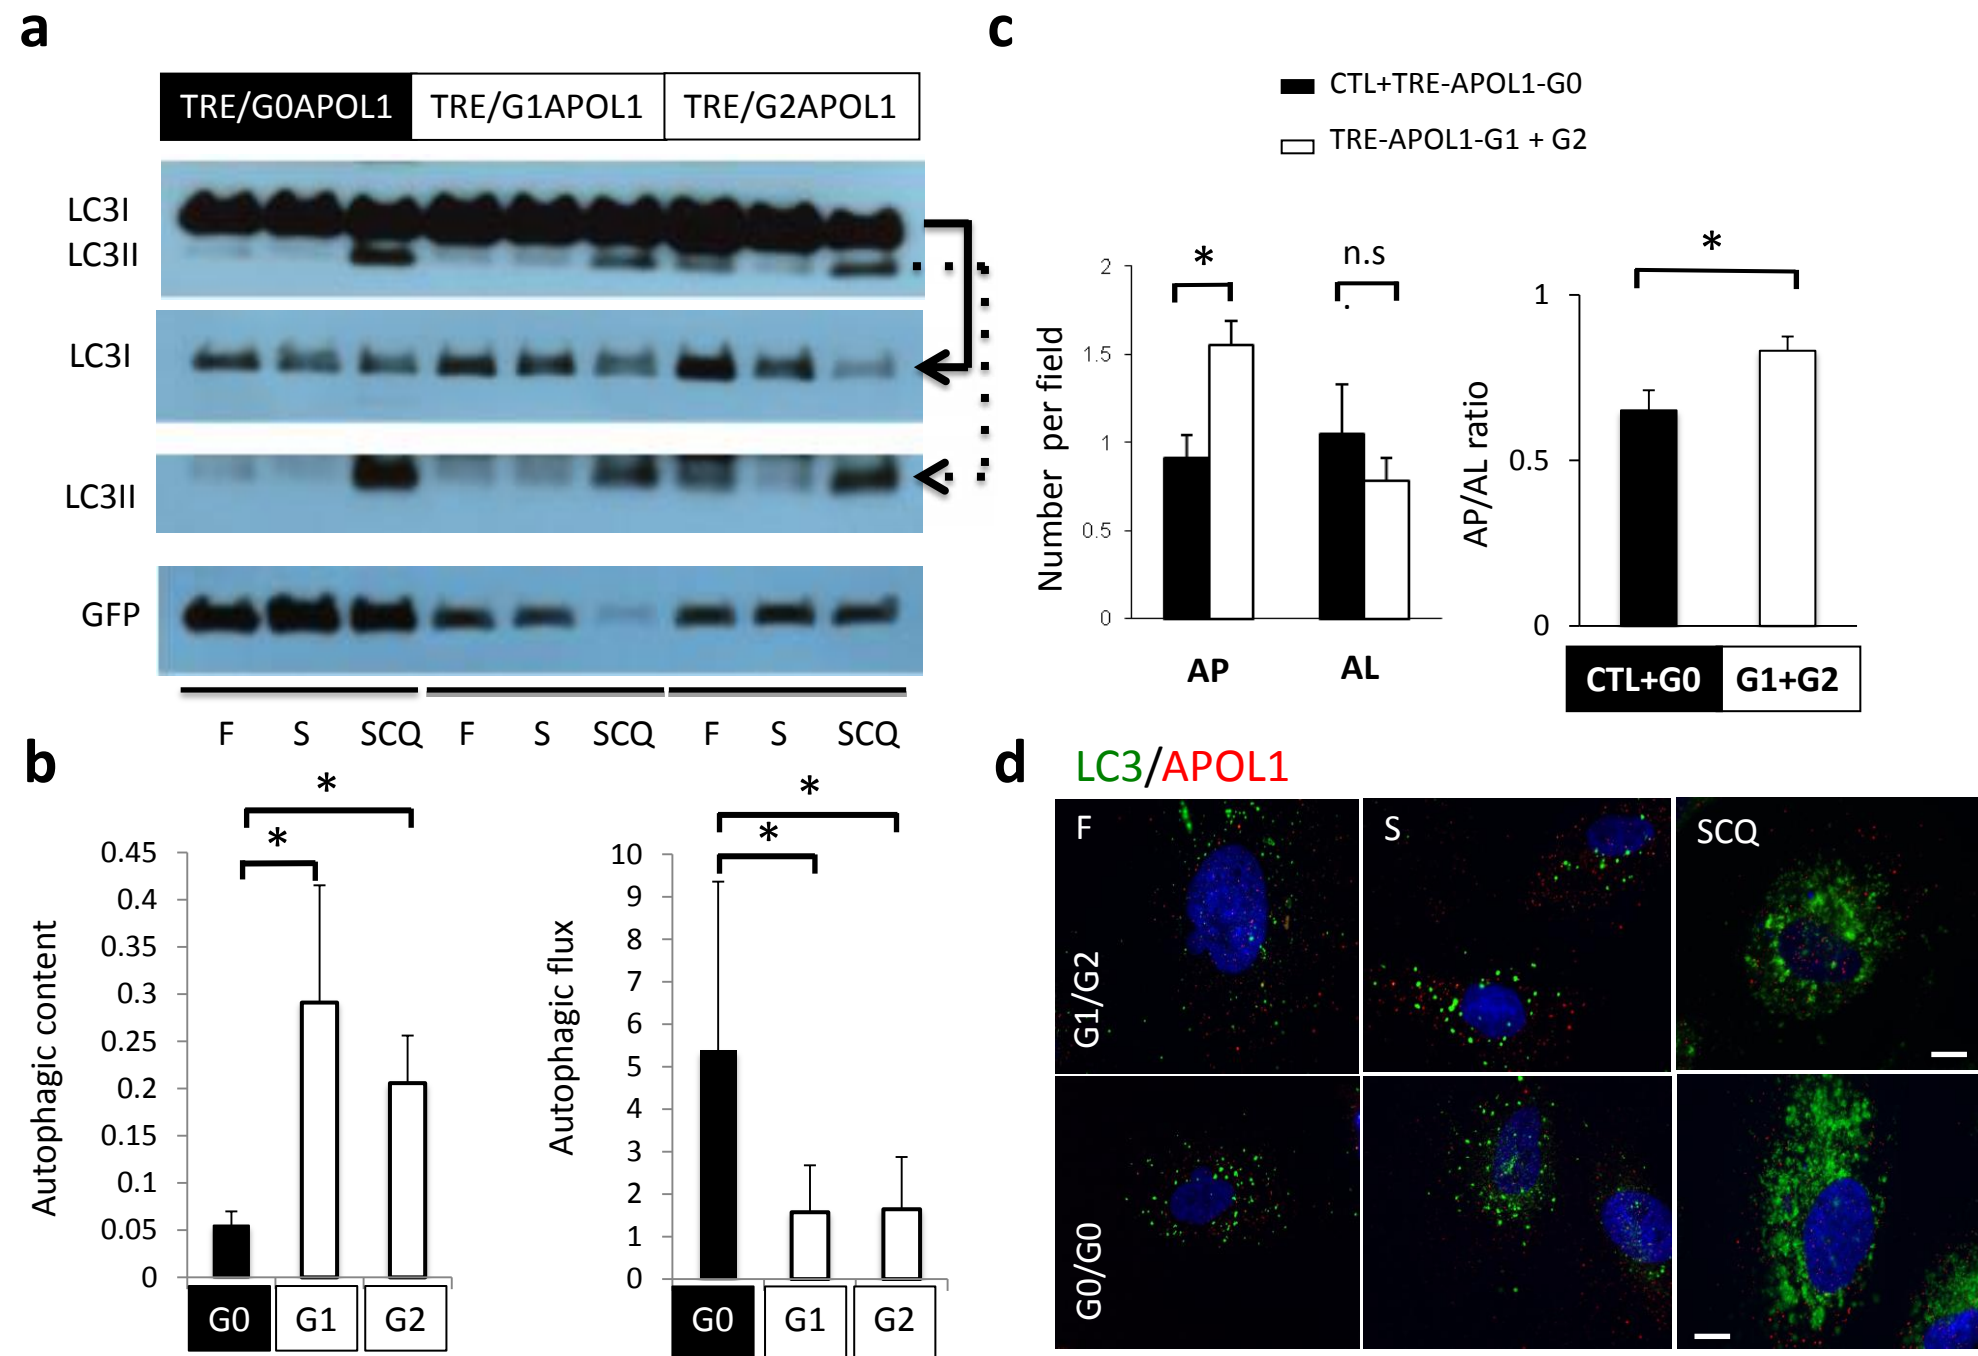 a
TRE/G0APOL1 TRE/G1APOL1 TRE/G2APOL1
LC3I
LC3II
LC3I
LC3II
GFP
F S SCQ F S SCQ F S SCQ
b
* *
0.45
0.4
0.35
0.3
0.25
0.2
0.15
0.1
0.05
0
Autophagic content
G0 G1 G2
* *
10
9
8
7
6
5
4
3
2
1
0
Autophagic flux
G0 G1 G2
c
CTL+TRE-APOL1-G0
TRE-APOL1-G1 + G2
* n.s
.
2
1.5
1
0.5
0
Number per field
AP AL
*
1
0.5
0
AP/AL ratio
CTL+G0 G1+G2
d
LC3/APOL1
F S SCQ
G1/G2
G0/G0